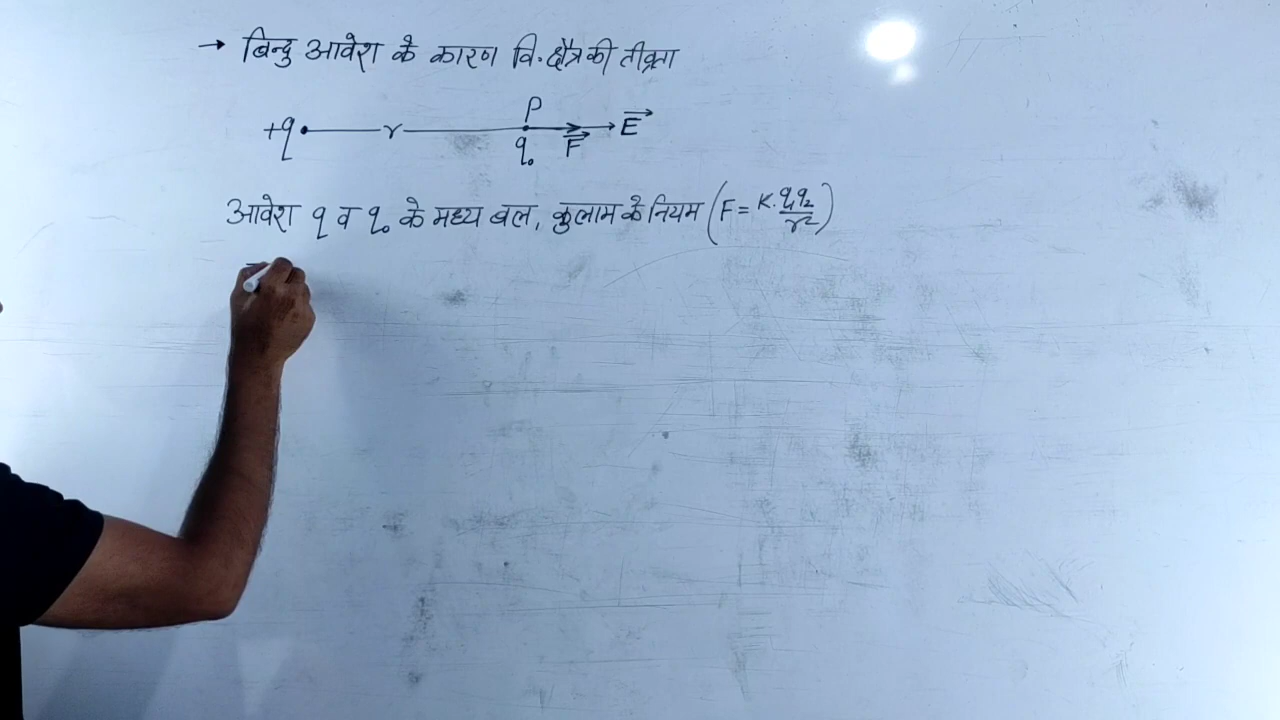 → बिन्दु आवेश के कारण वि. क्षेत्र की तीव्रता
+q r P q₀ F⃗ E⃗
आवेश q व q₀ के मध्य बल, कुलाम के नियम (F = K. q₁q₂/r²)